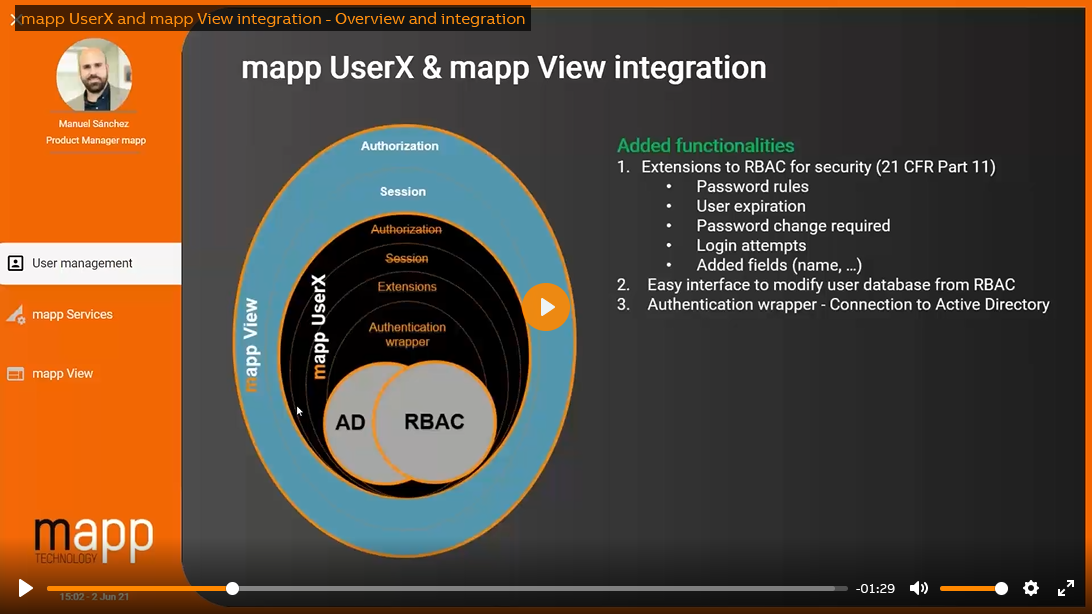 mapp UserX and mapp View integration - Overview and integration
Manuel Sánchez
Product Manager mapp
User management
mapp Services
mapp View
mapp
TECHNOLOGY
15:02 - 2 Jun 21
mapp UserX & mapp View integration
Authorization
Session
Authorization
Session
Extensions
Authentication
wrapper
mapp View
mapp UserX
AD
RBAC
Added functionalities
1. Extensions to RBAC for security (21 CFR Part 11)
• Password rules
• User expiration
• Password change required
• Login attempts
• Added fields (name, …)
2. Easy interface to modify user database from RBAC
3. Authentication wrapper - Connection to Active Directory
-01:29